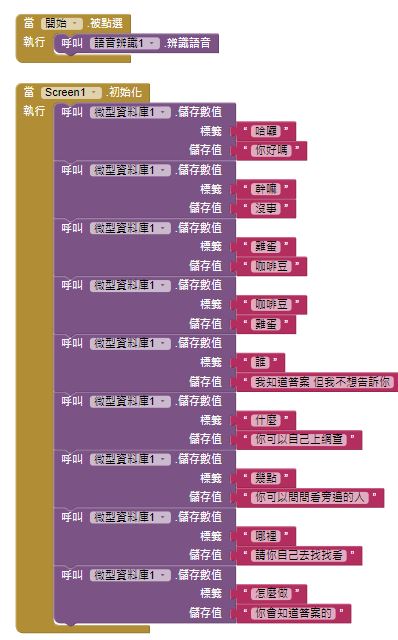 當 開始 .被點選
執行 呼叫 語音辨識1 .辨識語音
當 Screen1 .初始化
執行 呼叫 微型資料庫1 .儲存數值
標籤 “ 哈囉 ”
儲存值 “ 你好嗎 ”
呼叫 微型資料庫1 .儲存數值
標籤 “ 幹嘛 ”
儲存值 “ 沒事 ”
呼叫 微型資料庫1 .儲存數值
標籤 “ 雞蛋 ”
儲存值 “ 咖啡豆 ”
呼叫 微型資料庫1 .儲存數值
標籤 “ 咖啡豆 ”
儲存值 “ 雞蛋 ”
呼叫 微型資料庫1 .儲存數值
標籤 “ 誰 ”
儲存值 “ 我知道答案 但我不想告訴你
呼叫 微型資料庫1 .儲存數值
標籤 “ 什麼 ”
儲存值 “ 你可以自己上網查 ”
呼叫 微型資料庫1 .儲存數值
標籤 “ 幾點 ”
儲存值 “ 你可以問問看旁邊的人 ”
呼叫 微型資料庫1 .儲存數值
標籤 “ 哪裡 ”
儲存值 “ 請你自己去找找看 ”
呼叫 微型資料庫1 .儲存數值
標籤 “ 怎麼做 ”
儲存值 “ 你會知道答案的 ”